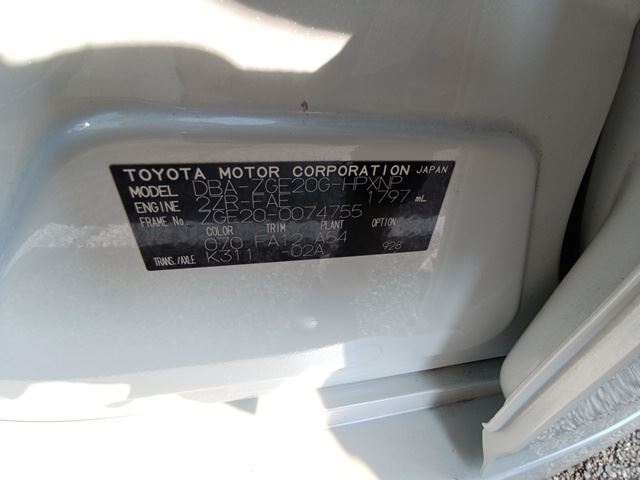 TOYOTA MOTOR CORPORATION JAPAN
MODEL DBA-ZGE20G-HPXNP
ENGINE 2ZR-FAE 1797 mL
FRAME No ZGE20-0074755
COLOR TRIM PLANT OPTION
070 FA12 A54 928
TRANS./AXLE K311 -02A